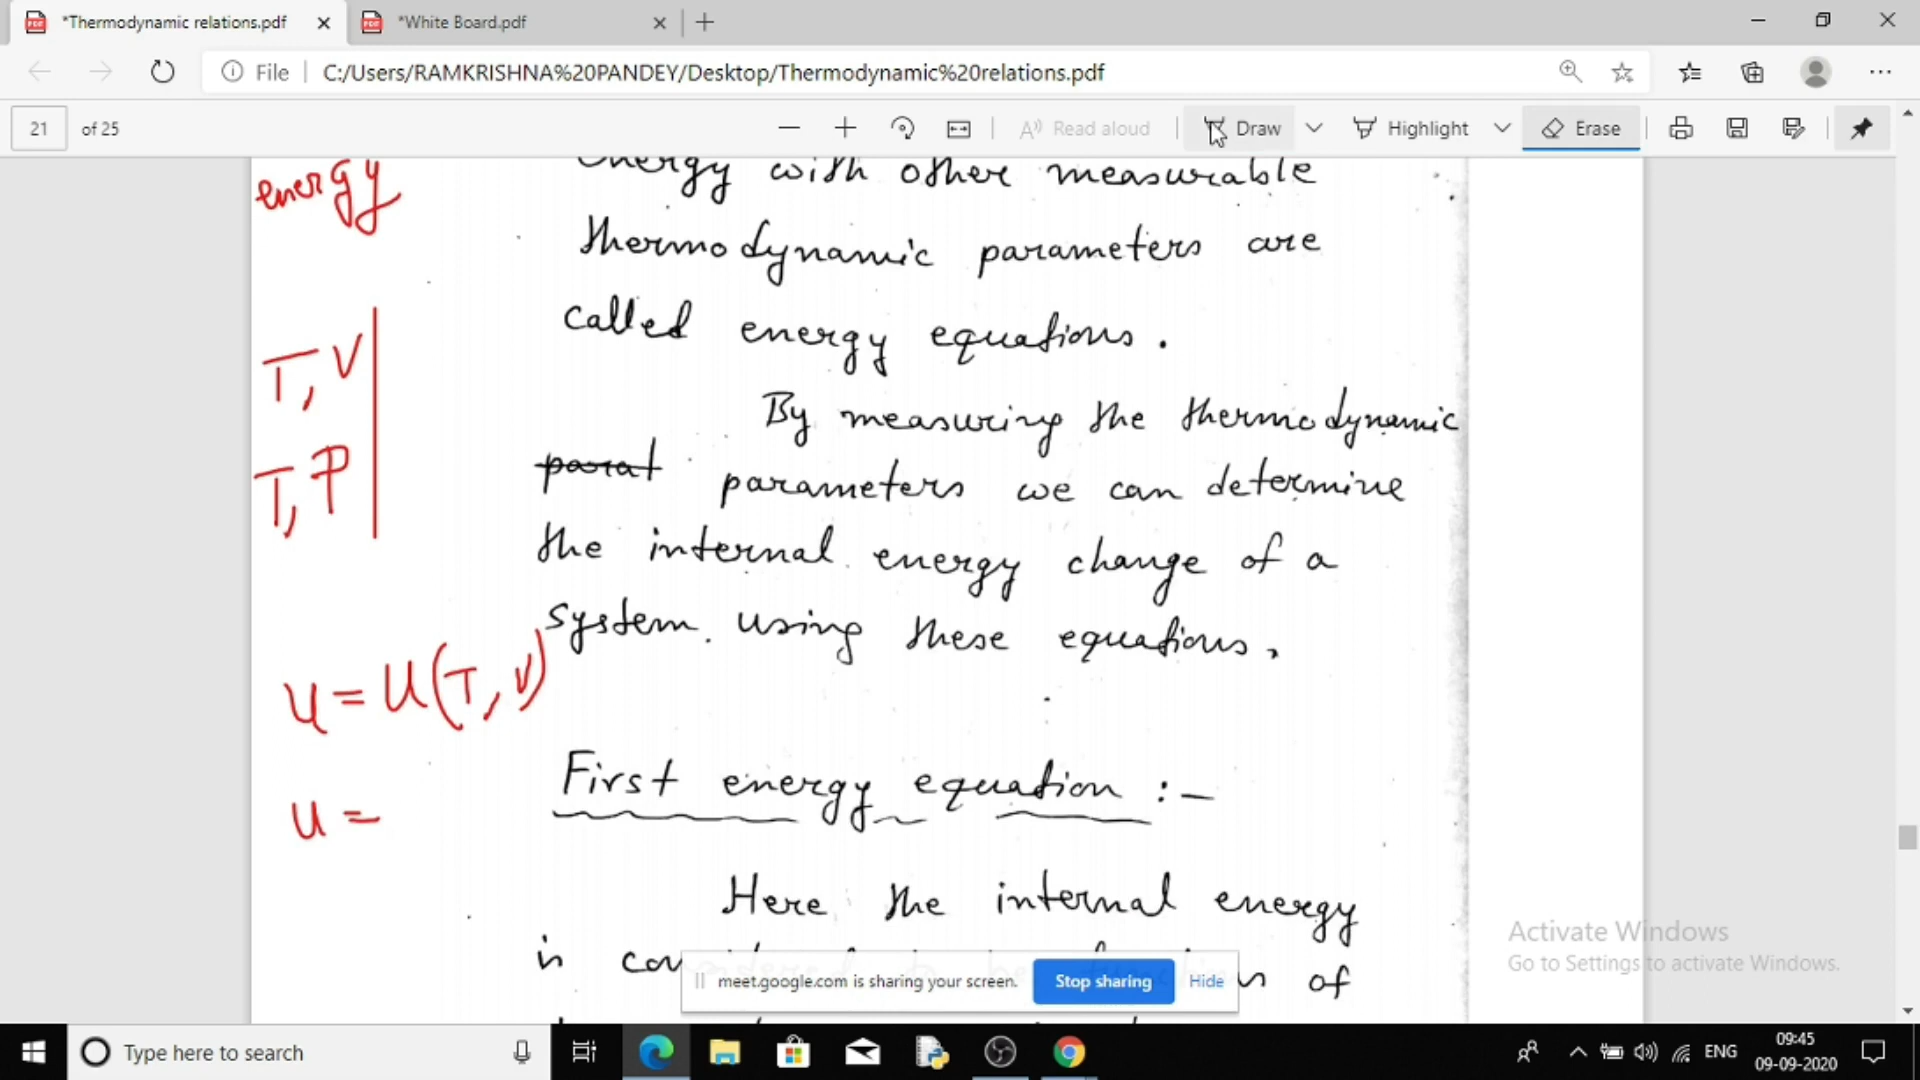 *Thermodynamic relations.pdf
*White Board.pdf
File
C:/Users/RAMKRISHNA%20PANDEY/Desktop/Thermodynamic%20relations.pdf
21 of 25
Read aloud
Draw
Highlight
Erase
energy
energy with other measurable
thermodynamic parameters are
called energy equations.
T, V
By measuring the thermodynamic
parat parameters we can determine
T, P
the internal energy change of a
system. using these equations.
U = U(T, V)
First energy equation :-
U =
Here the internal energy
is
of
meet.google.com is sharing your screen.
Stop sharing
Hide
Activate Windows
Go to Settings to activate Windows.
Type here to search
ENG
09:45
09-09-2020